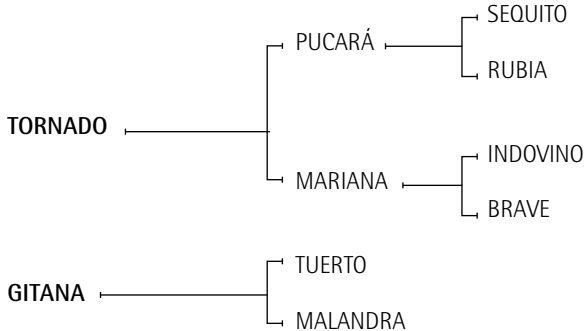 SEQUITO
PUCARÁ
RUBIA
TORNADO
INDOVINO
MARIANA
BRAVE
TUERTO
GITANA
MALANDRA